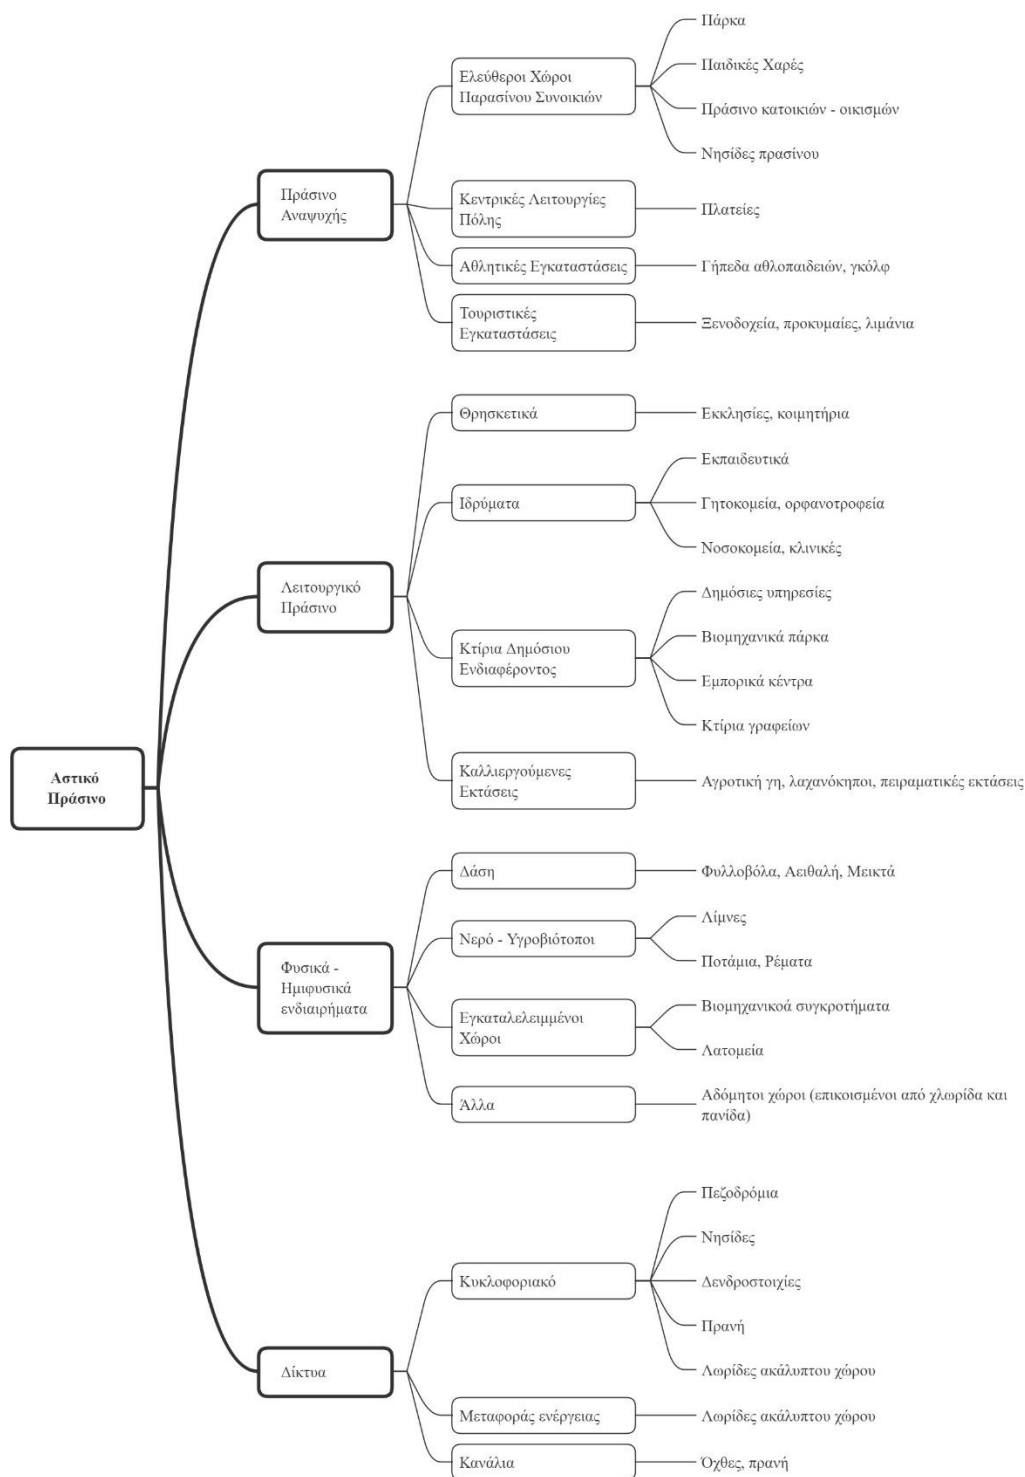 Αστικό
Πράσινο
Πράσινο
Αναψυχής
Ελεύθεροι Χώροι
Παρασίνου Συνοικιών
Πάρκα
Παιδικές Χαρές
Πράσινο κατοικιών - οικισμών
Νησίδες πρασίνου
Κεντρικές Λειτουργίες
Πόλης
Πλατείες
Αθλητικές Εγκαταστάσεις
Γήπεδα αθλοπαιδειών, γκόλφ
Τουριστικές
Εγκαταστάσεις
Ξενοδοχεία, προκυμαίες, λιμάνια
Λειτουργικό
Πράσινο
Θρησκετικά
Εκκλησίες, κοιμητήρια
Ιδρύματα
Εκπαιδευτικά
Γητοκομεία, ορφανοτροφεία
Νοσοκομεία, κλινικές
Κτίρια Δημόσιου
Ενδιαφέροντος
Δημόσιες υπηρεσίες
Βιομηχανικά πάρκα
Εμπορικά κέντρα
Κτίρια γραφείων
Καλλιεργούμενες
Εκτάσεις
Αγροτική γη, λαχανόκηποι, πειραματικές εκτάσεις
Φυσικά -
Ημιφυσικά
ενδιαιρήματα
Δάση
Φυλλοβόλα, Αειθαλή, Μεικτά
Νερό - Υγροβιότοποι
Λίμνες
Ποτάμια, Ρέματα
Εγκαταλελειμμένοι
Χώροι
Βιομηχανικοά συγκροτήματα
Λατομεία
Άλλα
Αδόμητοι χώροι (επικοισμένοι από χλωρίδα και
πανίδα)
Δίκτυα
Κυκλοφοριακό
Πεζοδρόμια
Νησίδες
Δενδροστοιχίες
Πρανή
Λωρίδες ακάλυπτου χώρου
Μεταφοράς ενέργειας
Λωρίδες ακάλυπτου χώρου
Κανάλια
Όχθες, πρανή